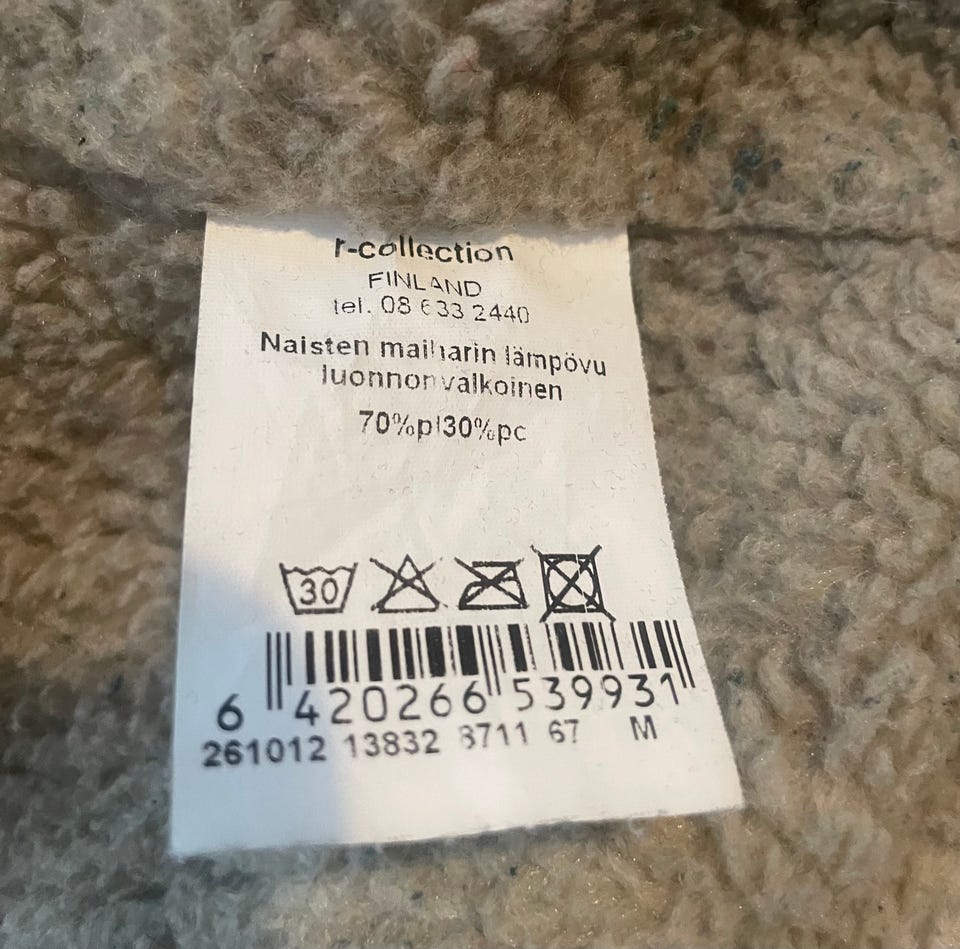 r-collection
FINLAND
tel. 08 633 2440
Naisten maiharin lämpövu
luonnonvalkoinen
70%pl30%pc
30
6 420266 539931
261012 13832 8711 67 M